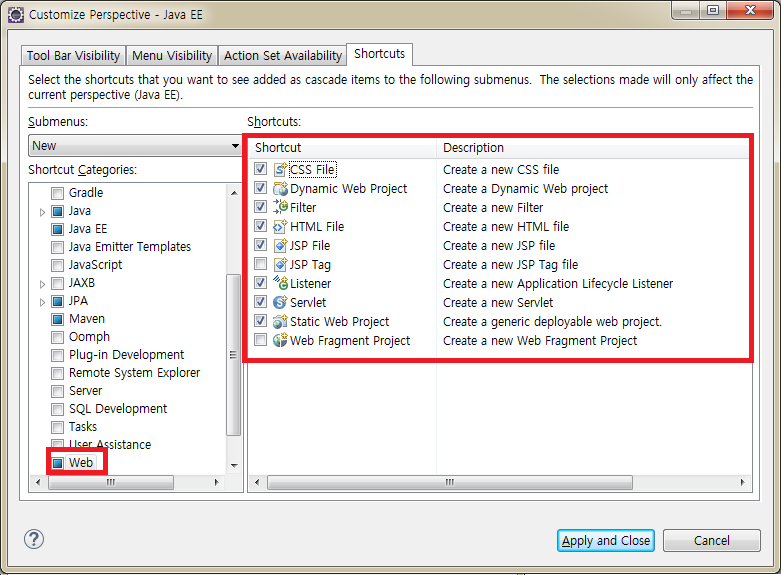 Customize Perspective - Java EE
Tool Bar Visibility Menu Visibility Action Set Availability Shortcuts
Select the shortcuts that you want to see added as cascade items to the following submenus. The selections made will only affect the
current perspective (Java EE).
Submenus:
New
Shortcut Categories:
Gradle
Java
Java EE
Java Emitter Templates
JavaScript
JAXB
JPA
Maven
Oomph
Plug-in Development
Remote System Explorer
Server
SQL Development
Tasks
User Assistance
Web
Shortcuts:
Shortcut Description
CSS File Create a new CSS file
Dynamic Web Project Create a Dynamic Web project
Filter Create a new Filter
HTML File Create a new HTML file
JSP File Create a new JSP file
JSP Tag Create a new JSP Tag file
Listener Create a new Application Lifecycle Listener
Servlet Create a new Servlet
Static Web Project Create a generic deployable web project.
Web Fragment Project Create a new Web Fragment Project
Apply and Close Cancel